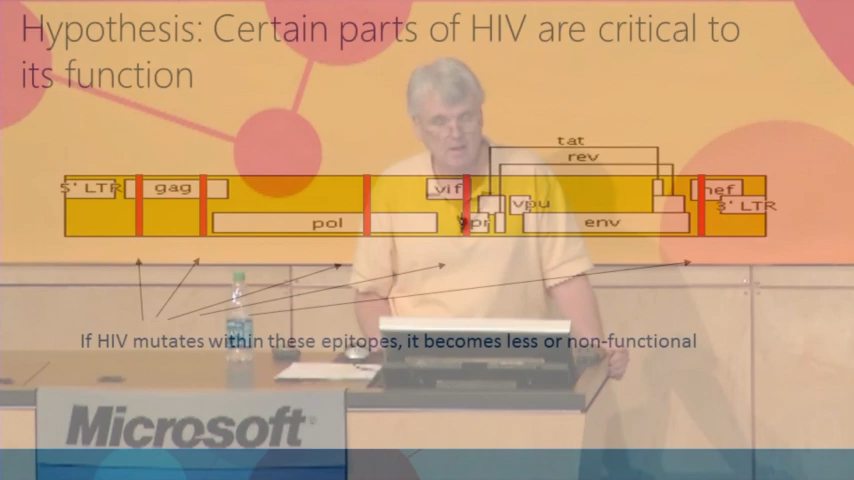 Hypothesis: Certain parts of HIV are critical to
its function
tat
rev
5' LTR
gag
vif
nef
3' LTR
vpu
pol
env
If HIV mutates within these epitopes, it becomes less or non-functional
Microsoft